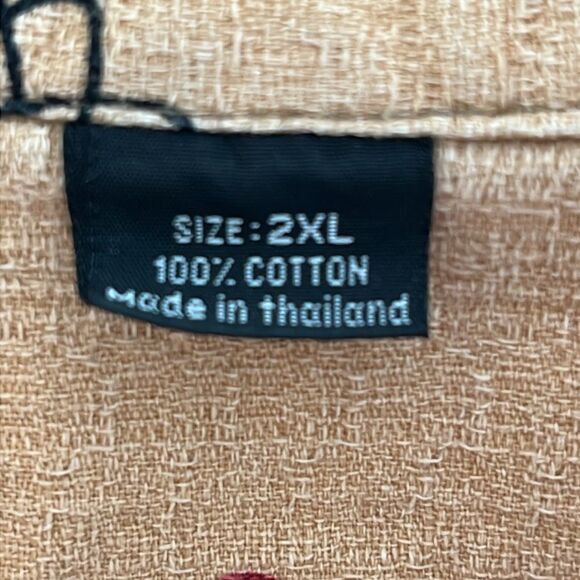 SIZE: 2XL
100% COTTON
Made in thailand